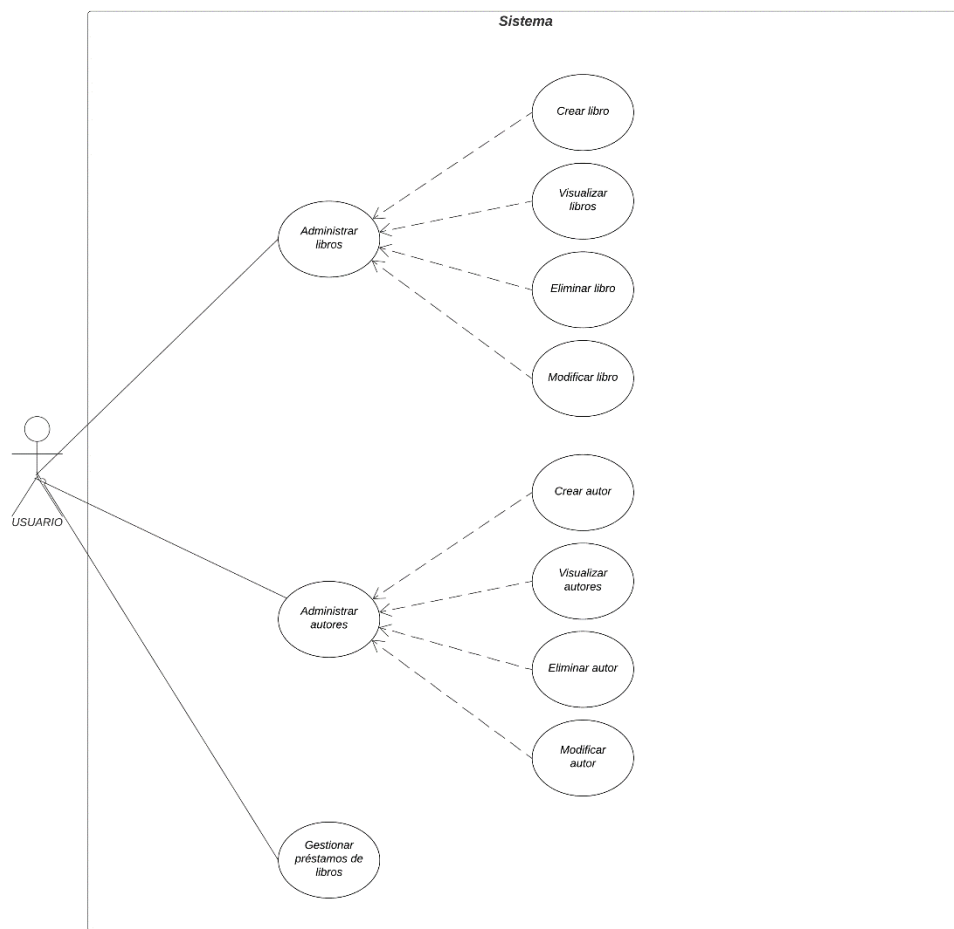 Sistema
Crear libro
Visualizar
libros
Administrar
libros
Eliminar libro
Modificar libro
USUARIO
Crear autor
Visualizar
autores
Administrar
autores
Eliminar autor
Modificar
autor
Gestionar
préstamos de
libros